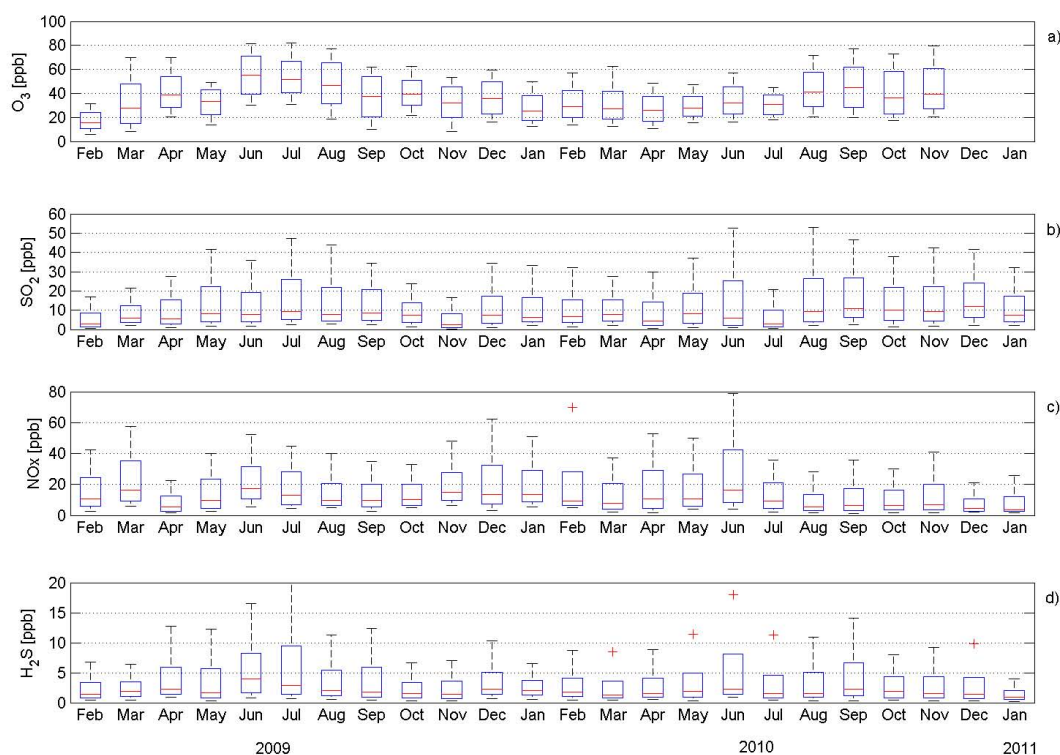 100
80
60
40
20
0
O3 [ppb]
a)
Feb Mar Apr May Jun Jul Aug Sep Oct Nov Dec Jan Feb Mar Apr May Jun Jul Aug Sep Oct Nov Dec Jan
60
50
40
30
20
10
0
SO2 [ppb]
b)
Feb Mar Apr May Jun Jul Aug Sep Oct Nov Dec Jan Feb Mar Apr May Jun Jul Aug Sep Oct Nov Dec Jan
80
60
40
20
0
NOx [ppb]
c)
Feb Mar Apr May Jun Jul Aug Sep Oct Nov Dec Jan Feb Mar Apr May Jun Jul Aug Sep Oct Nov Dec Jan
20
15
10
5
0
H2S [ppb]
d)
Feb Mar Apr May Jun Jul Aug Sep Oct Nov Dec Jan Feb Mar Apr May Jun Jul Aug Sep Oct Nov Dec Jan
2009 2010 2011